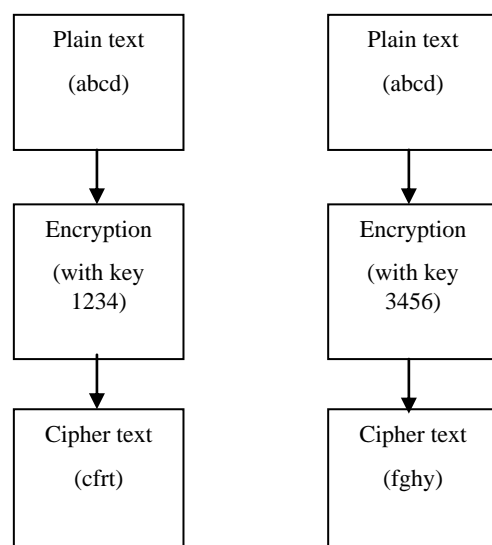 Plain text
(abcd)
Encryption
(with key
1234)
Cipher text
(cfrt)
Plain text
(abcd)
Encryption
(with key
3456)
Cipher text
(fghy)